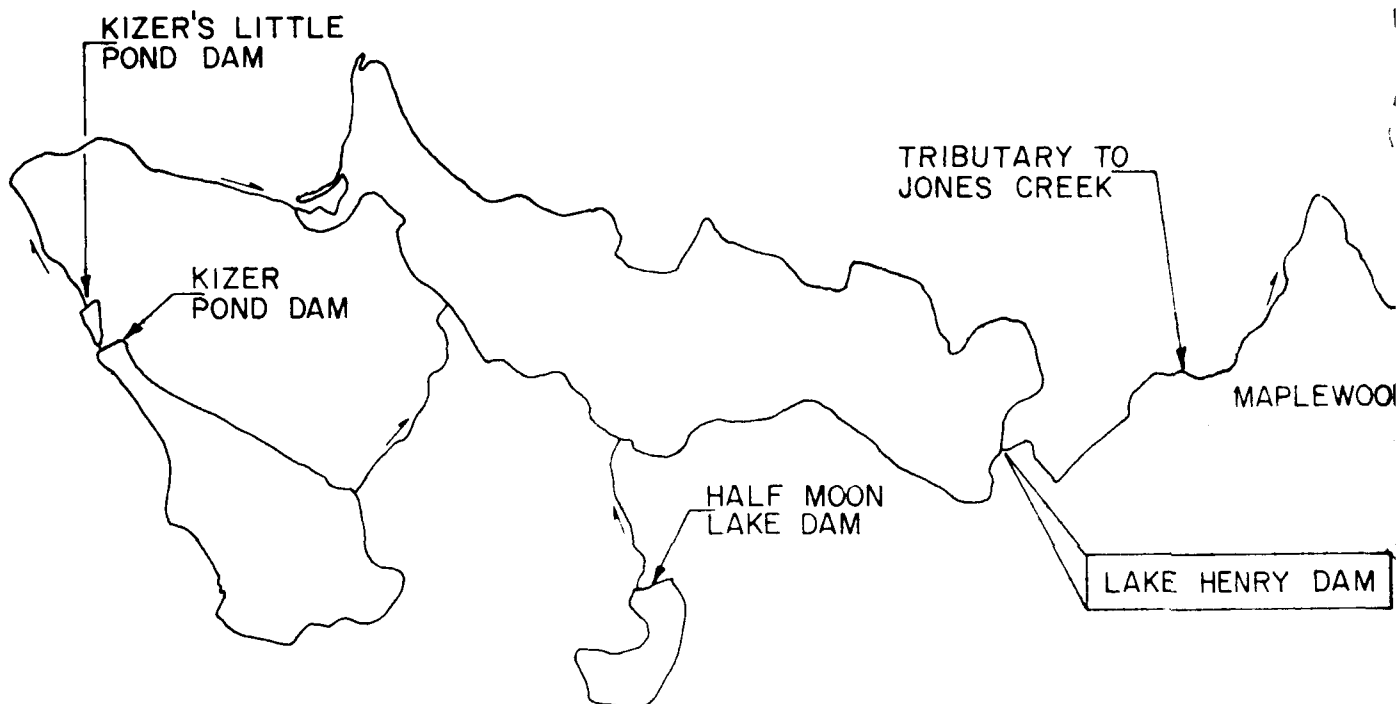 KIZER'S LITTLE
POND DAM
TRIBUTARY TO
JONES CREEK
KIZER
POND DAM
HALF MOON
LAKE DAM
LAKE HENRY DAM